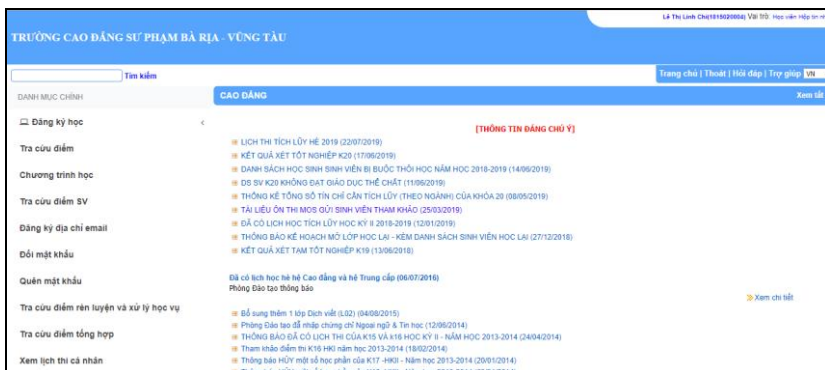 Lê Thị Linh Chi(1815020004) Vai trò: Học viên Hộp tin
TRƯỜNG CAO ĐẲNG SƯ PHẠM BÀ RỊA - VŨNG TÀU
Tìm kiếm
Trang chủ | Thoát | Hỏi đáp | Trợ giúp VN
DANH MỤC CHÍNH
CAO ĐẲNG
Xem tất
Đăng ký học
Tra cứu điểm
Chương trình học
Tra cứu điểm SV
Đăng ký địa chỉ email
Đổi mật khẩu
Quên mật khẩu
Tra cứu điểm rèn luyện và xử lý học vụ
Tra cứu điểm tổng hợp
Xem lịch thi cá nhân
[THÔNG TIN ĐÁNG CHÚ Ý]
LỊCH THI TÍCH LŨY HÈ 2019 (22/07/2019)
KẾT QUẢ XÉT TỐT NGHIỆP K20 (17/06/2019)
DANH SÁCH HỌC SINH SINH VIÊN BỊ BUỘC THÔI HỌC NĂM HỌC 2018-2019 (14/06/2019)
DS SV K20 KHÔNG ĐẠT GIÁO DỤC THỂ CHẤT (11/06/2019)
THỐNG KÊ TỔNG SỐ TÍN CHỈ CẦN TÍCH LŨY (THEO NGÀNH) CỦA KHÓA 20 (08/05/2019)
TÀI LIỆU ÔN THI MOS GỬI SINH VIÊN THAM KHẢO (25/03/2019)
ĐÃ CÓ LỊCH HỌC TÍCH LŨY HỌC KỲ II 2018-2019 (12/01/2019)
THÔNG BÁO KẾ HOẠCH MỞ LỚP HỌC LẠI - KÈM DANH SÁCH SINH VIÊN HỌC LẠI (27/12/2018)
KẾT QUẢ XÉT TẠM TỐT NGHIỆP K19 (13/06/2018)
Đã có lịch học hè hệ Cao đẳng và hệ Trung cấp (06/07/2016)
Phòng Đào tạo thông báo
Xem chi tiết
Bổ sung thêm 1 lớp Dịch viết (L02) (04/08/2015)
Phòng Đào tao đã nhập chứng chỉ Ngoại ngữ & Tin học (12/06/2014)
THÔNG BÁO ĐÃ CÓ LỊCH THI CỦA K15 VÀ k16 HỌC KỲ II - NĂM HỌC 2013-2014 (24/04/2014)
Tham khảo điểm thi K16 HKI năm học 2013-2014 (18/02/2014)
Thông báo HỦY một số học phần của K17 -HKII - Năm học 2013-2014 (20/01/2014)